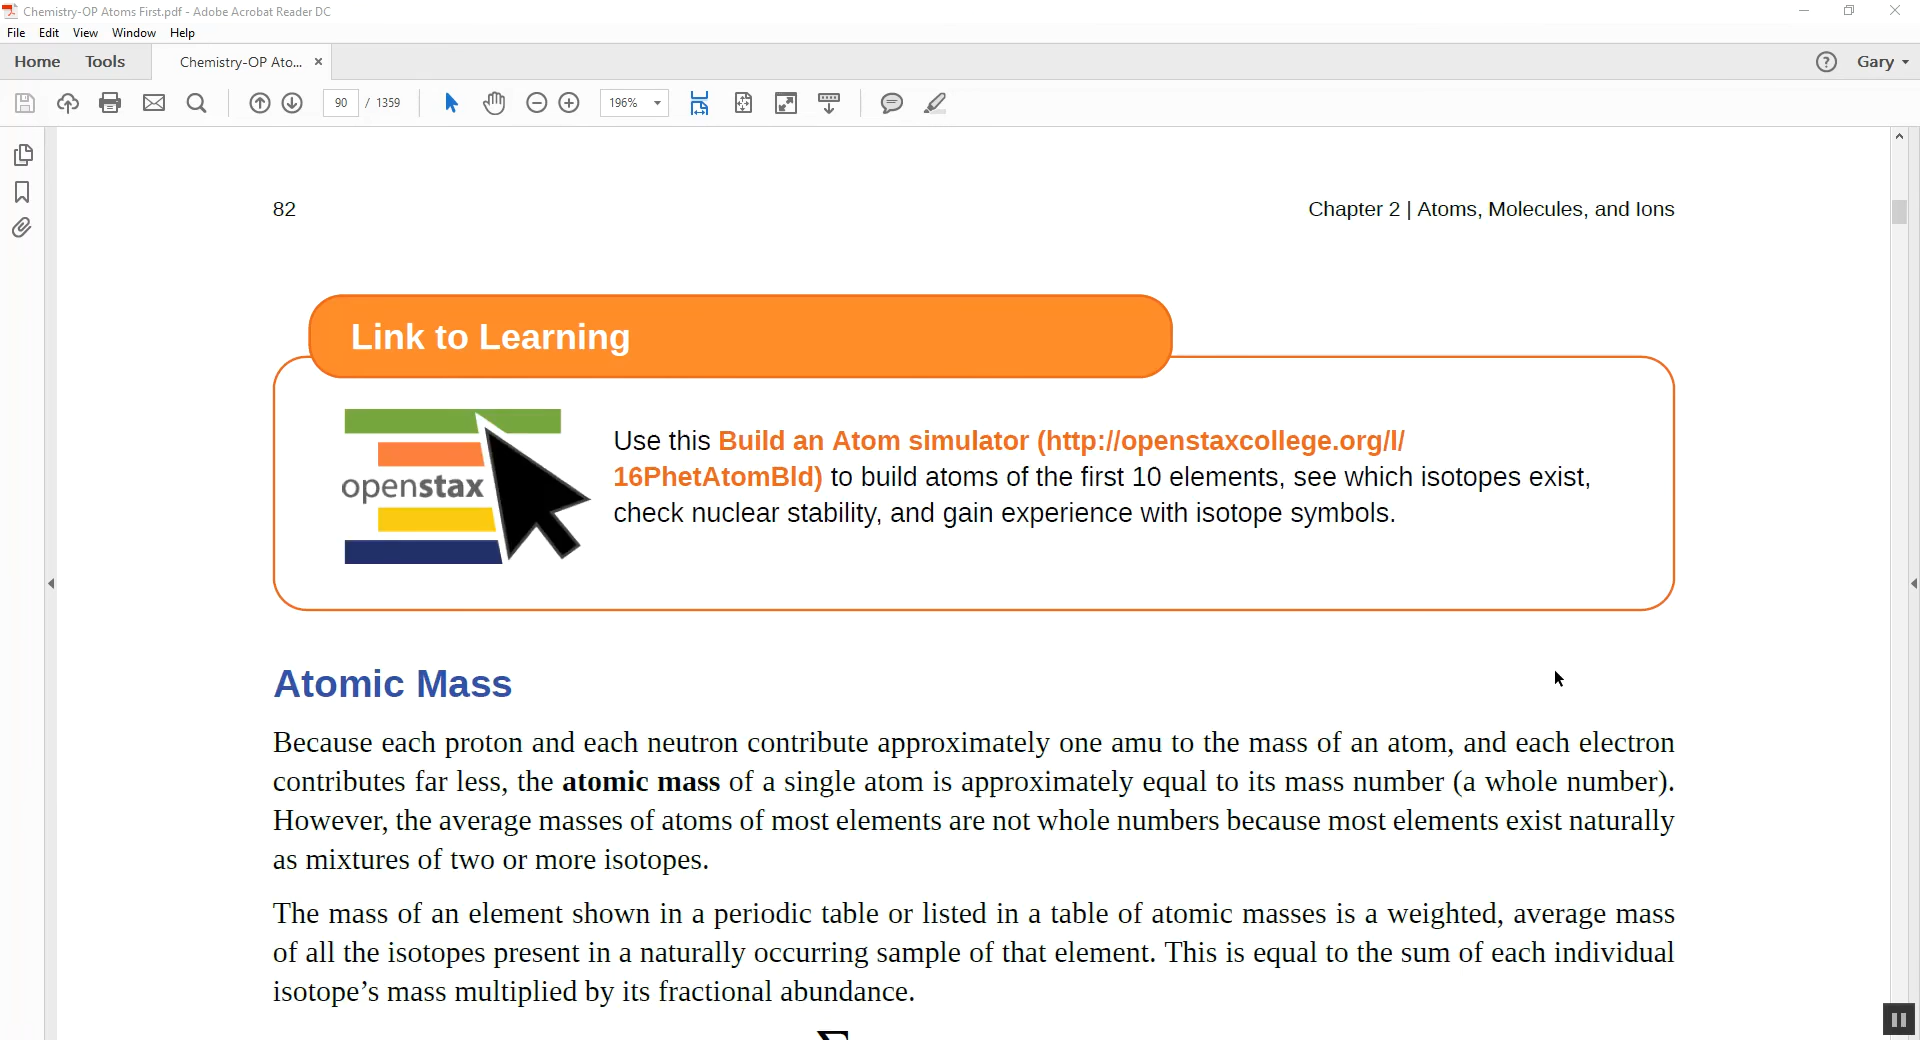 Chemistry-OP Atoms First.pdf - Adobe Acrobat Reader DC
File Edit View Window Help
Home Tools Chemistry-OP Ato... × ? Gary
90 / 1359 196%
82 Chapter 2 | Atoms, Molecules, and Ions
Link to Learning
openstax
Use this Build an Atom simulator (http://openstaxcollege.org/l/
16PhetAtomBld) to build atoms of the first 10 elements, see which isotopes exist,
check nuclear stability, and gain experience with isotope symbols.
Atomic Mass
Because each proton and each neutron contribute approximately one amu to the mass of an atom, and each electron
contributes far less, the atomic mass of a single atom is approximately equal to its mass number (a whole number).
However, the average masses of atoms of most elements are not whole numbers because most elements exist naturally
as mixtures of two or more isotopes.
The mass of an element shown in a periodic table or listed in a table of atomic masses is a weighted, average mass
of all the isotopes present in a naturally occurring sample of that element. This is equal to the sum of each individual
isotope’s mass multiplied by its fractional abundance.